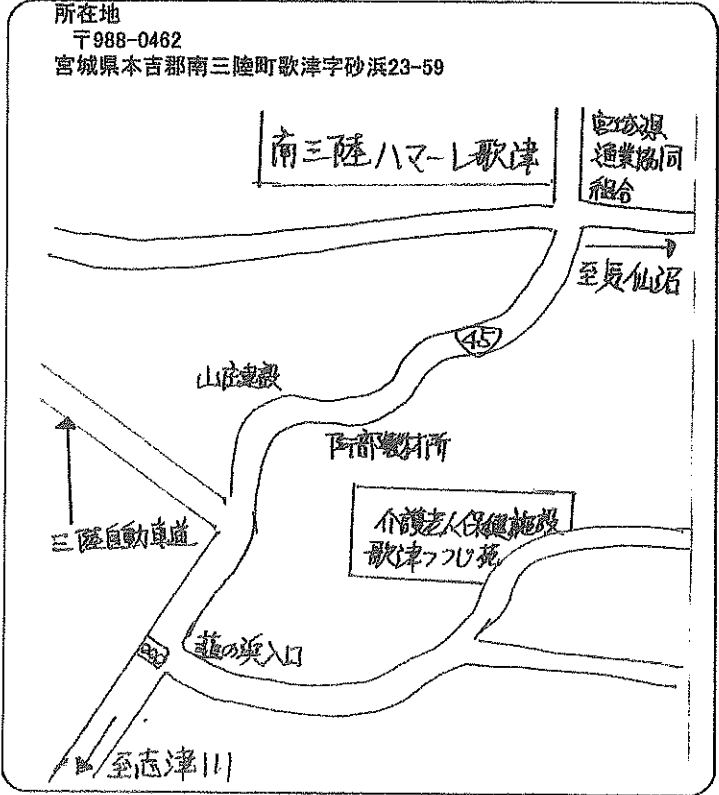 所在地
〒988-0462
宮城県本吉郡南三陸町歌津字砂浜23-59
南三陸ハマーレ歌津
宮城県
漁業協同
組合
至気仙沼
45
山庄建設
阿部製材所
三陸自動車道
介護老人保健施設
歌津つつじ苑
韮の浜入口
至志津川